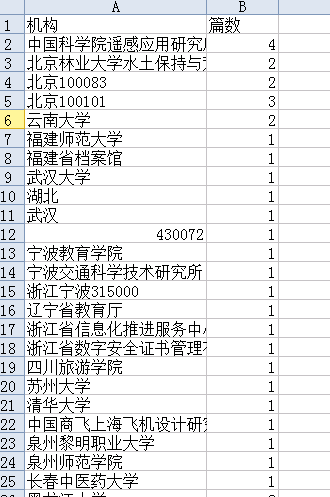 A B
1 机构 篇数
2 中国科学院遥感应用研究 4
3 北京林业大学水土保持与 2
4 北京100083 2
5 北京100101 3
6 云南大学 2
7 福建师范大学 1
8 福建省档案馆 1
9 武汉大学 1
10 湖北 1
11 武汉 1
12 430072 1
13 宁波教育学院 1
14 宁波交通科学技术研究所 1
15 浙江宁波315000 1
16 辽宁省教育厅 1
17 浙江省信息化推进服务中 1
18 浙江省数字安全证书管理 1
19 四川旅游学院 1
20 苏州大学 1
21 清华大学 1
22 中国商飞上海飞机设计研 1
23 泉州黎明职业大学 1
24 泉州师范学院 1
25 长春中医药大学 1